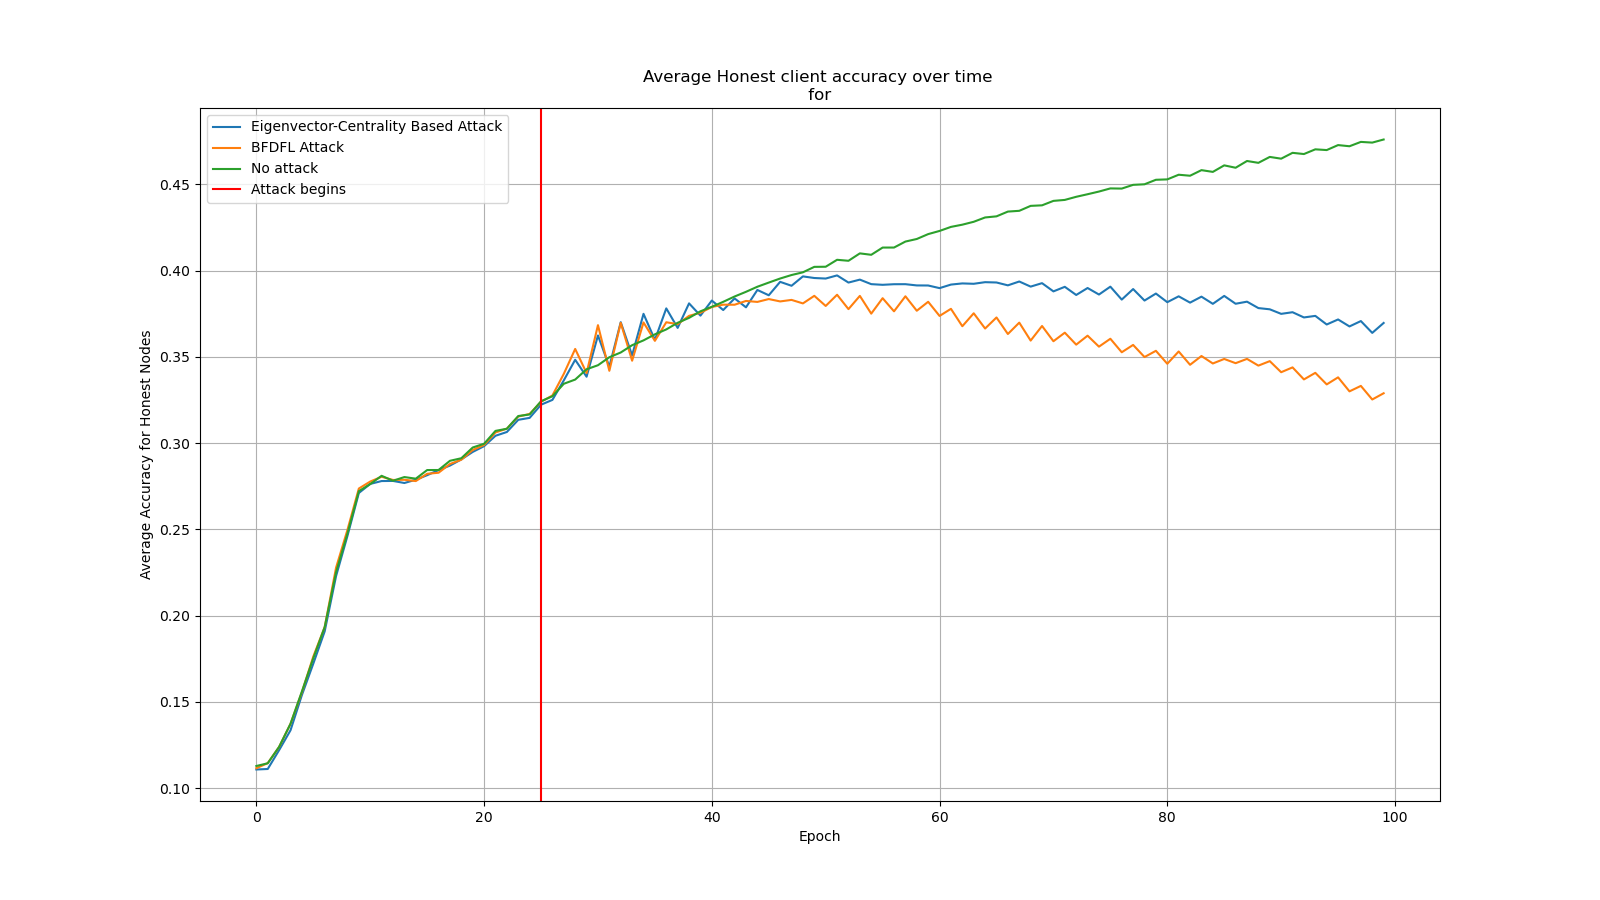 Average Honest client accuracy over time
for
Eigenvector-Centrality Based Attack
BFDFL Attack
No attack
Attack begins
Average Accuracy for Honest Nodes
0.45
0.40
0.35
0.30
0.25
0.20
0.15
0.10
0 20 40 60 80 100
Epoch